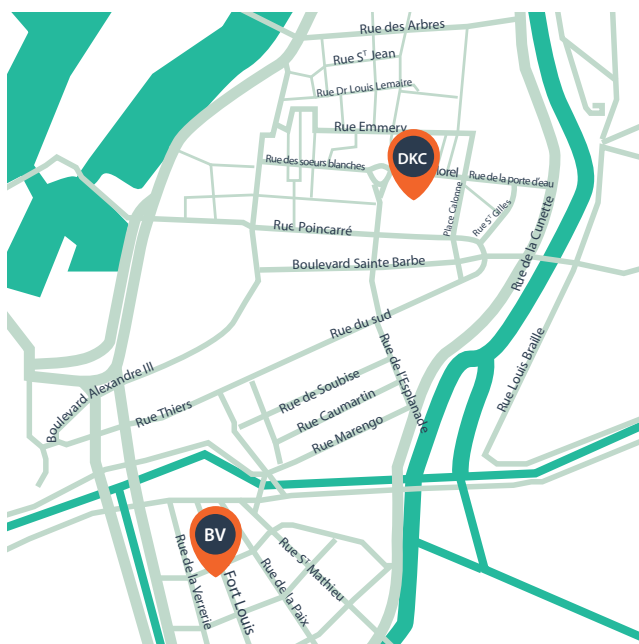 Rue des Arbres
Rue Sᵀ Jean
Rue Dr Louis Lemaire
Rue Emmery
DKC
Rue des soeurs blanches
Rue de la porte d'eau
Place Calonne
Rue Sᵀ Gilles
Rue Poincarré
Rue de la Cunette
Boulevard Sainte Barbe
Rue du sud
Rue de l'Esplanade
Rue Louis Braille
Boulevard Alexandre III
Rue de Soubise
Rue Thiers
Rue Caumartin
Rue Marengo
BV
Rue de la Verrerie
Fort Louis
Rue de la Paix
Rue Sᵀ Mathieu